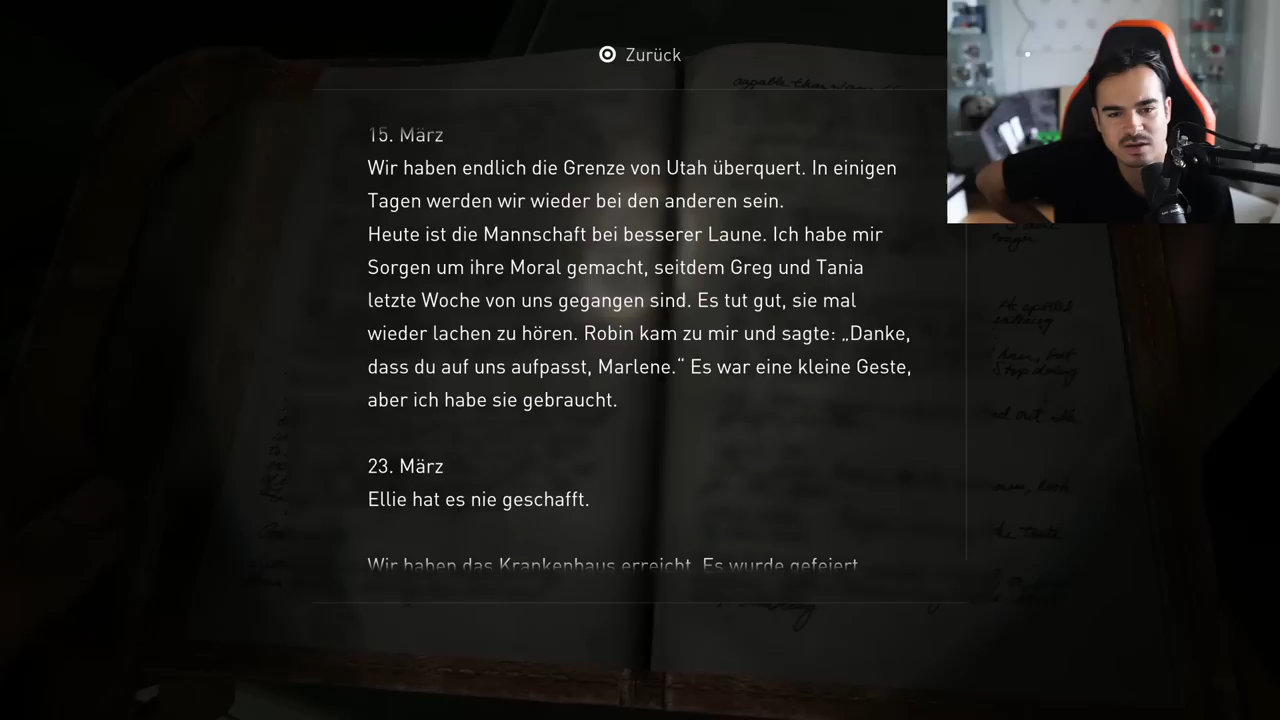 Zurück
15. März
Wir haben endlich die Grenze von Utah überquert. In einigen
Tagen werden wir wieder bei den anderen sein.
Heute ist die Mannschaft bei besserer Laune. Ich habe mir
Sorgen um ihre Moral gemacht, seitdem Greg und Tania
letzte Woche von uns gegangen sind. Es tut gut, sie mal
wieder lachen zu hören. Robin kam zu mir und sagte: „Danke,
dass du auf uns aufpasst, Marlene.“ Es war eine kleine Geste,
aber ich habe sie gebraucht.
23. März
Ellie hat es nie geschafft.
Wir haben das Krankenhaus erreicht. Es wurde gefeiert